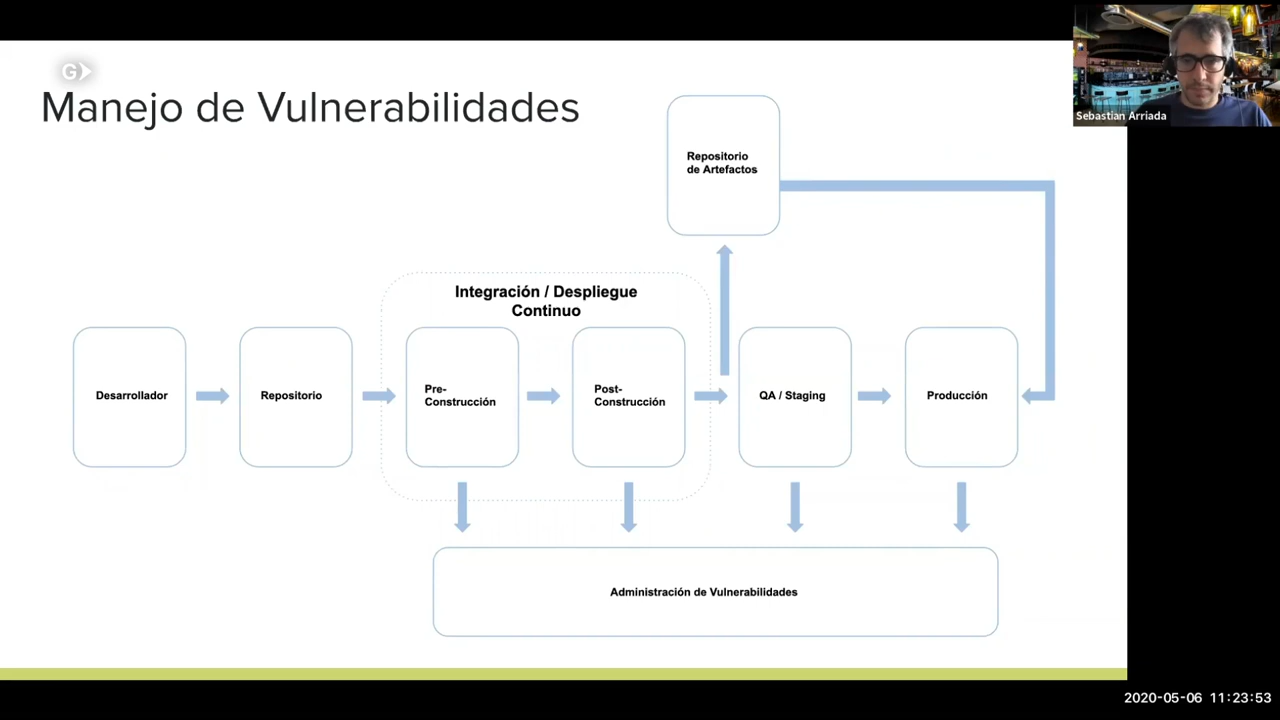 G
Manejo de Vulnerabilidades
Sebastian Arriada
Repositorio
de Artefactos
Integración / Despliegue
Continuo
Desarrollador
Repositorio
Pre-
Construcción
Post-
Construcción
QA / Staging
Producción
Administración de Vulnerabilidades
2020-05-06 11:23:53